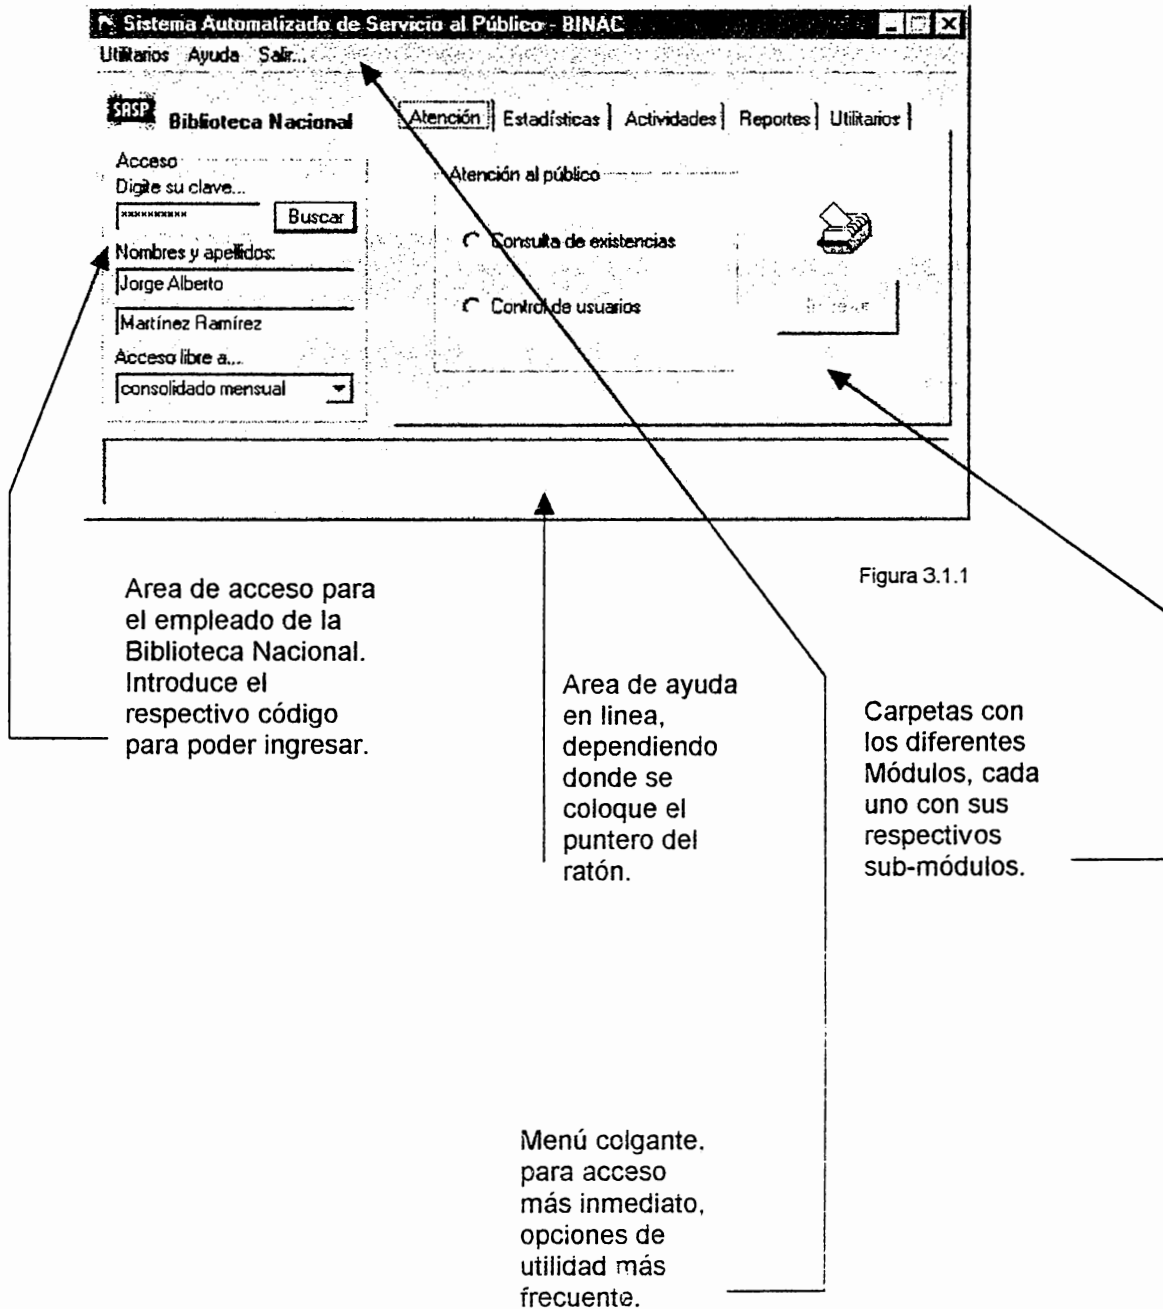 Sistema Automatizado de Servicio al Público - BINAC
Utilitarios Ayuda Salir...
SASP Biblioteca Nacional
Acceso
Digite su clave...
********** Buscar
Nombres y apellidos:
Jorge Alberto
Martínez Ramírez
Acceso libre a...
consolidado mensual
Atención Estadísticas Actividades Reportes Utilitarios
Atención al público
Consulta de existencias
Control de usuarios
Figura 3.1.1
Area de acceso para
el empleado de la
Biblioteca Nacional.
Introduce el
respectivo código
para poder ingresar.
Area de ayuda
en linea,
dependiendo
donde se
coloque el
puntero del
ratón.
Carpetas con
los diferentes
Módulos, cada
uno con sus
respectivos
sub-módulos.
Menú colgante.
para acceso
más inmediato,
opciones de
utilidad más
frecuente.